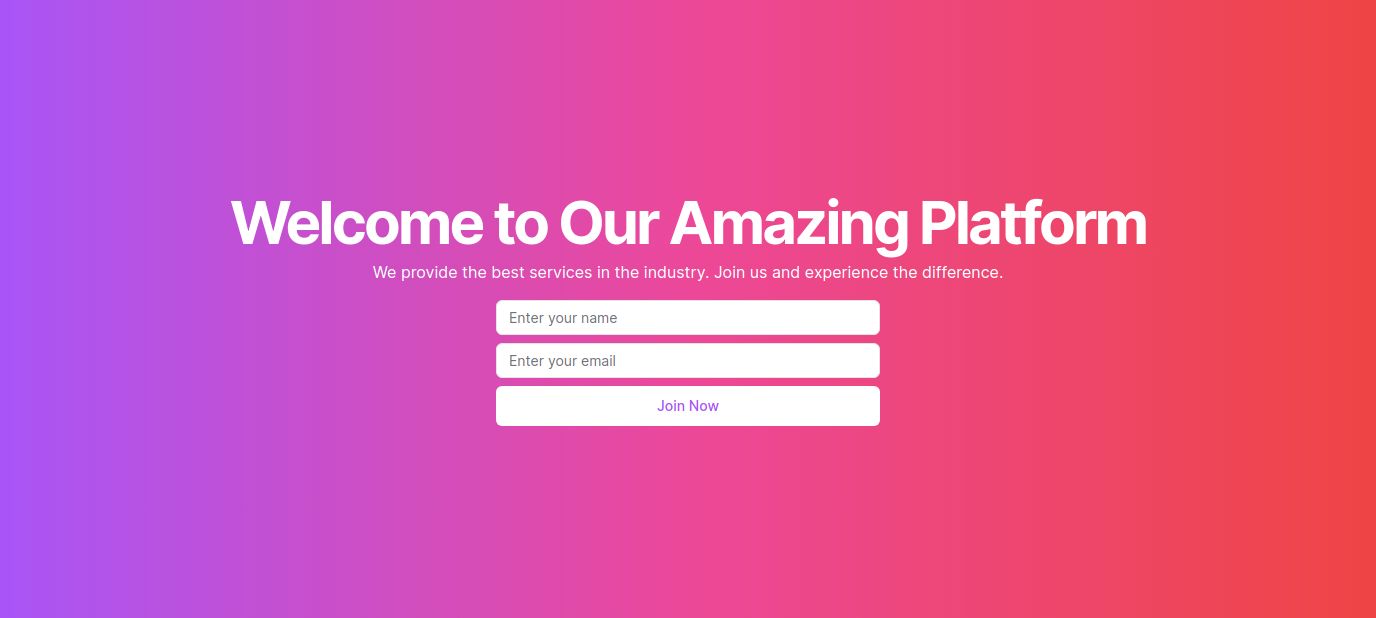 Welcome to Our Amazing Platform
We provide the best services in the industry. Join us and experience the difference.
Enter your name
Enter your email
Join Now